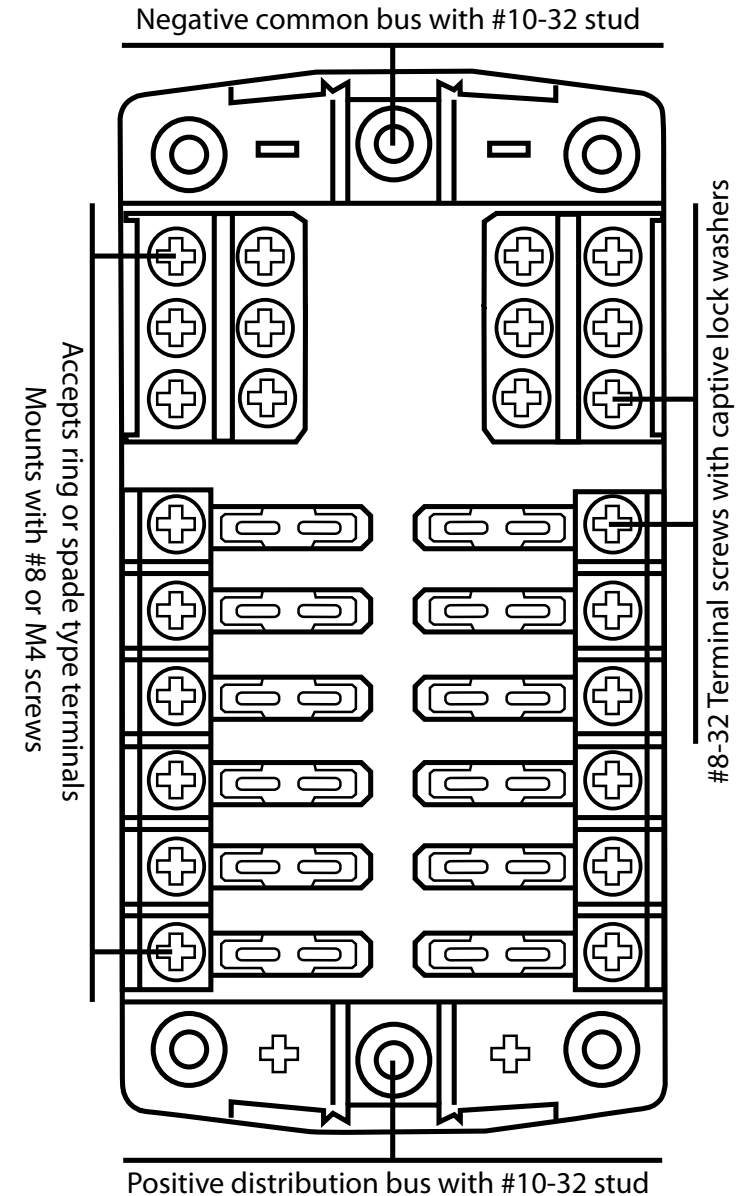 Negative common bus with #10-32 stud
Accepts ring or spade type terminals
Mounts with #8 or M4 screws
#8-32 Terminal screws with captive lock washers
Positive distribution bus with #10-32 stud